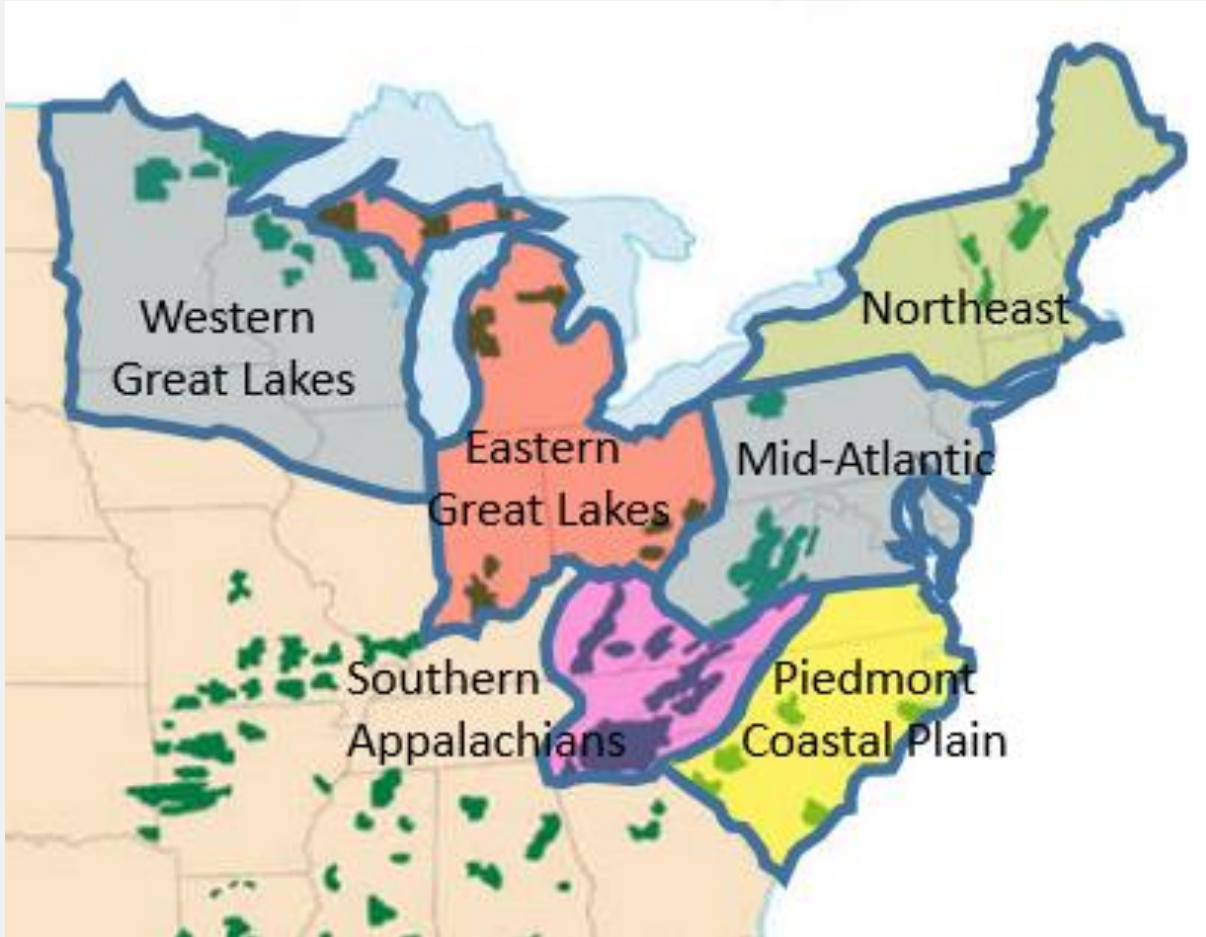 Western
Great Lakes
Eastern
Great Lakes
Northeast
Mid-Atlantic
Southern
Appalachians
Piedmont
Coastal Plain